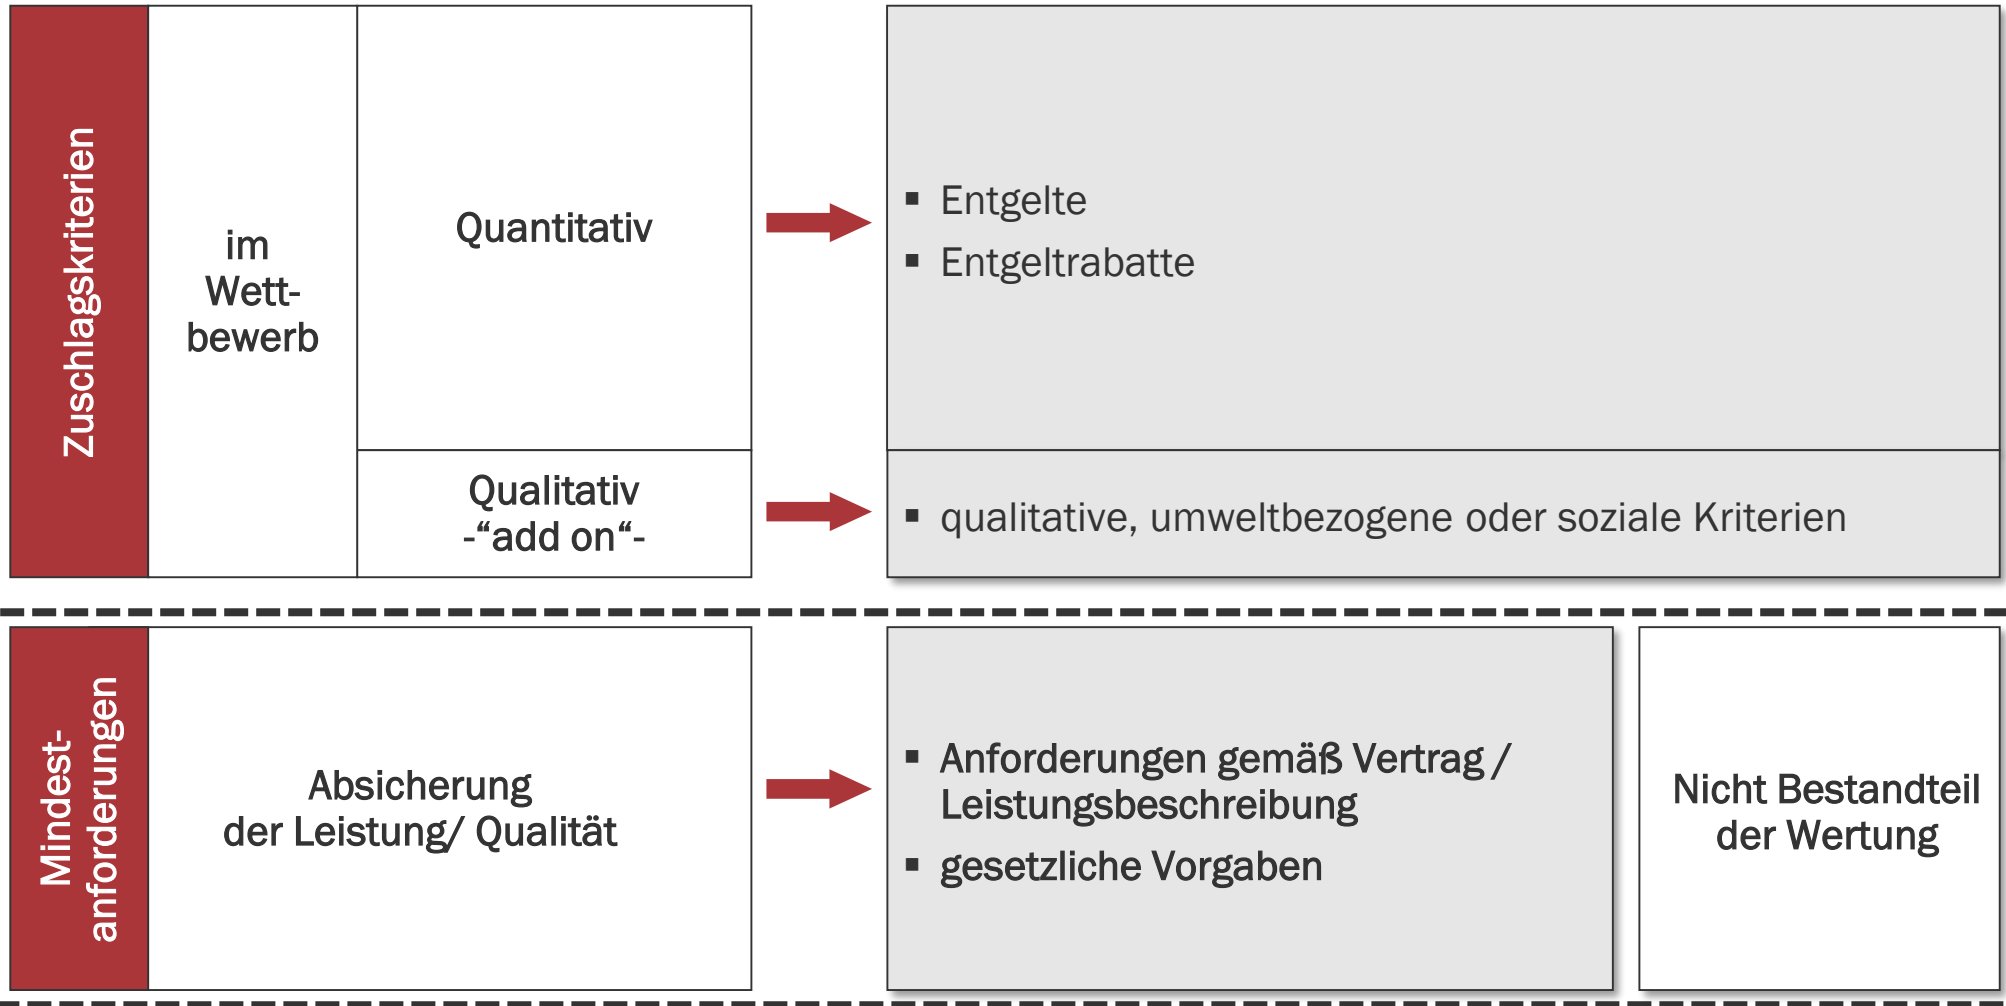 Zuschlagskriterien
im
Wett-
bewerb
Quantitativ
▪ Entgelte
▪ Entgeltrabatte
Qualitativ
-“add on“-
▪ qualitative, umweltbezogene oder soziale Kriterien
Mindest-
anforderungen
Absicherung
der Leistung/ Qualität
▪ Anforderungen gemäß Vertrag /
Leistungsbeschreibung
▪ gesetzliche Vorgaben
Nicht Bestandteil
der Wertung